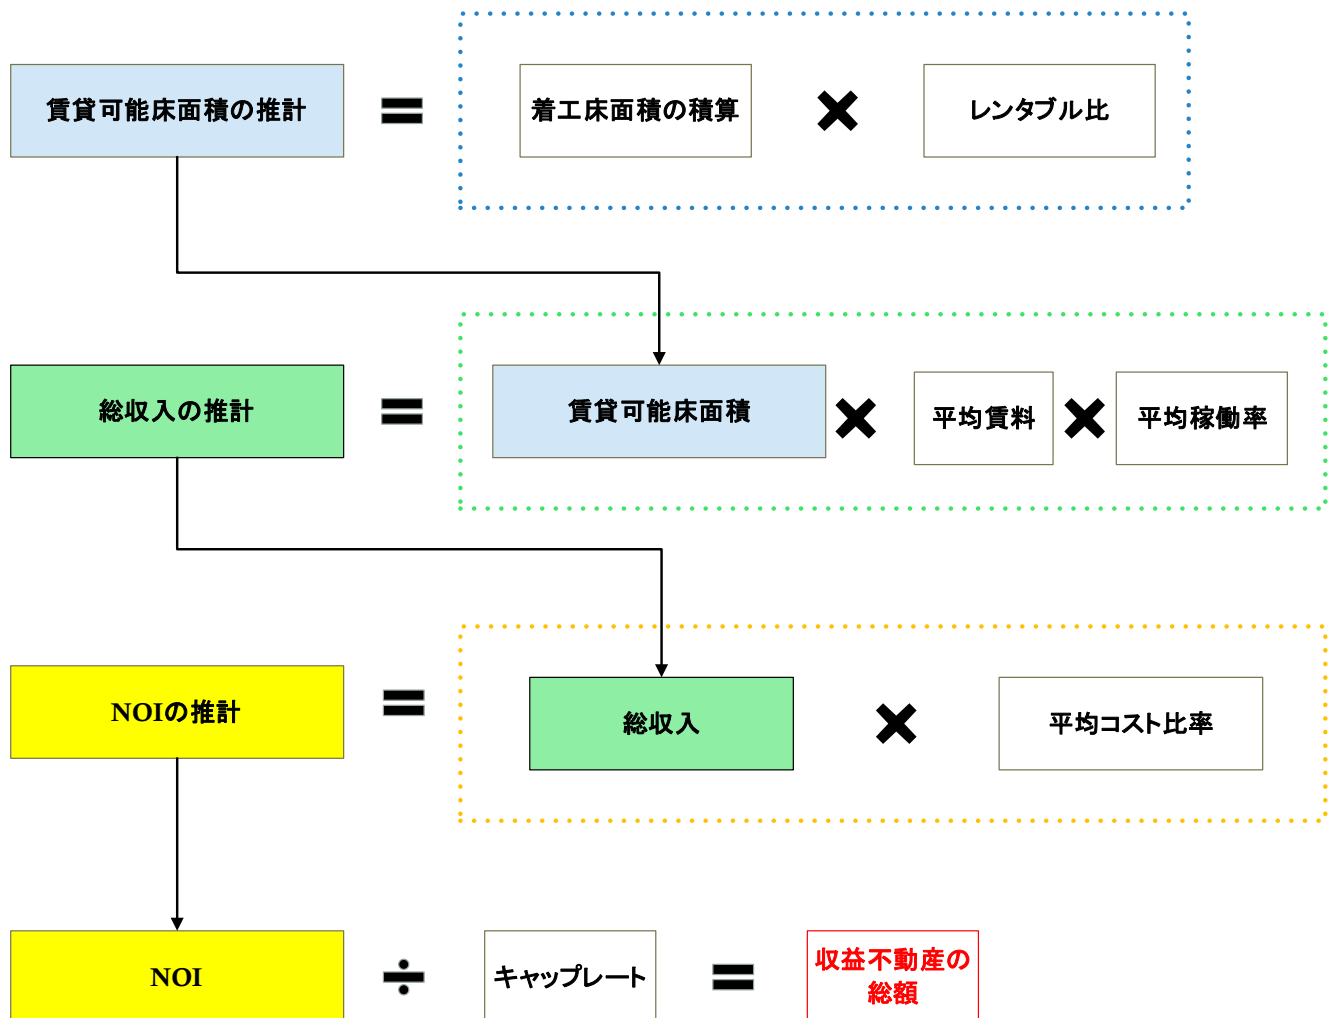 賃貸可能床面積の推計 = 着工床面積の積算 × レンタブル比
総収入の推計 = 賃貸可能床面積 × 平均賃料 × 平均稼働率
NOIの推計 = 総収入 × 平均コスト比率
NOI ÷ キャップレート = 収益不動産の
総額